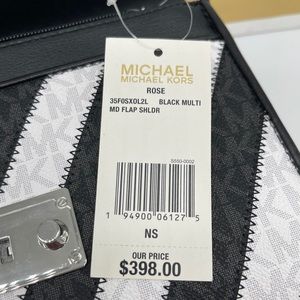 MICHAEL
MICHAEL KORS
ROSE
35F0SX0L2L BLACK MULTI
MD FLAP SHLDR
S550-0002
1 94900 06127 5
NS
OUR PRICE
$398.00